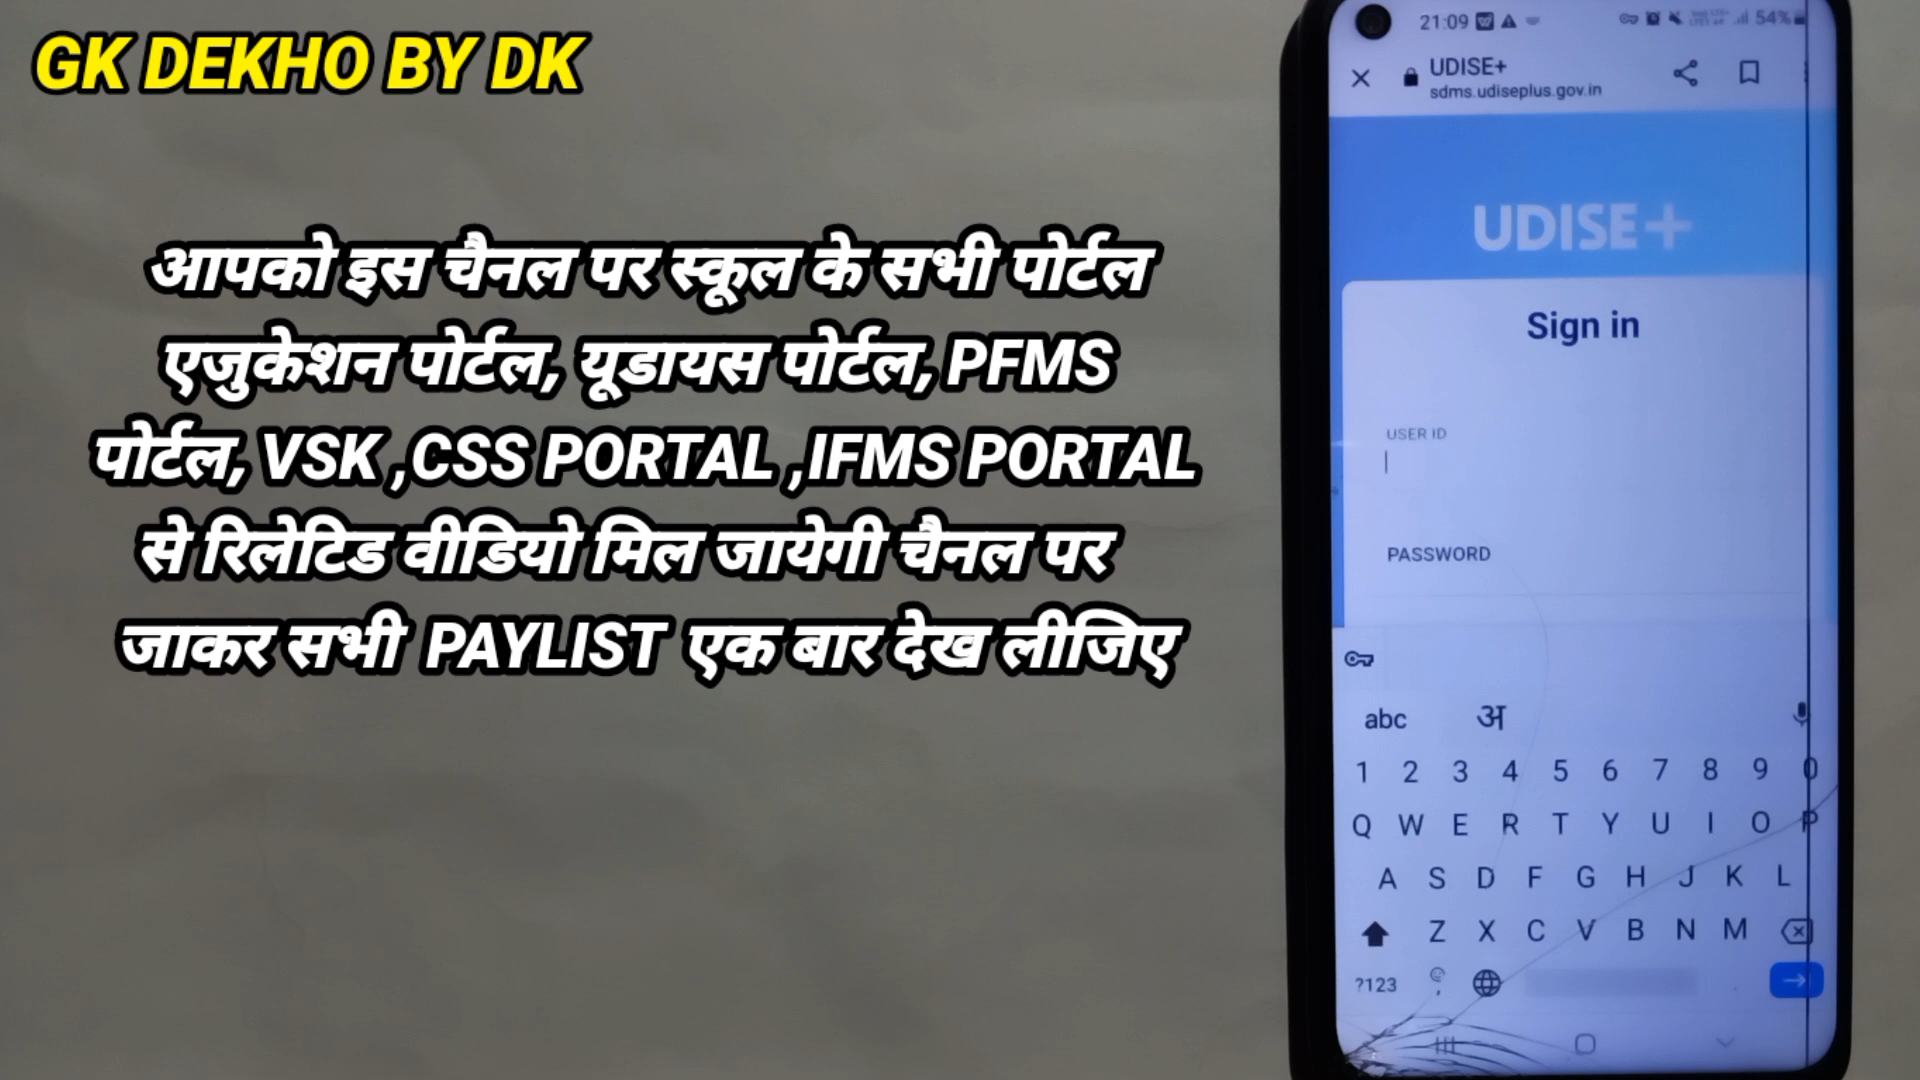 GK DEKHO BY DK
आपको इस चैनल पर स्कूल के सभी पोर्टल
एजुकेशन पोर्टल, यूडायस पोर्टल, PFMS
पोर्टल, VSK ,CSS PORTAL ,IFMS PORTAL
से रिलेटिड वीडियो मिल जायेगी चैनल पर
जाकर सभी PAYLIST एक बार देख लीजिए
21:09
54%
UDISE+
sdms.udiseplus.gov.in
UDISE+
Sign in
USER ID
PASSWORD
abc अ
1 2 3 4 5 6 7 8 9 0
Q W E R T Y U I O P
A S D F G H J K L
Z X C V B N M
?123 ,